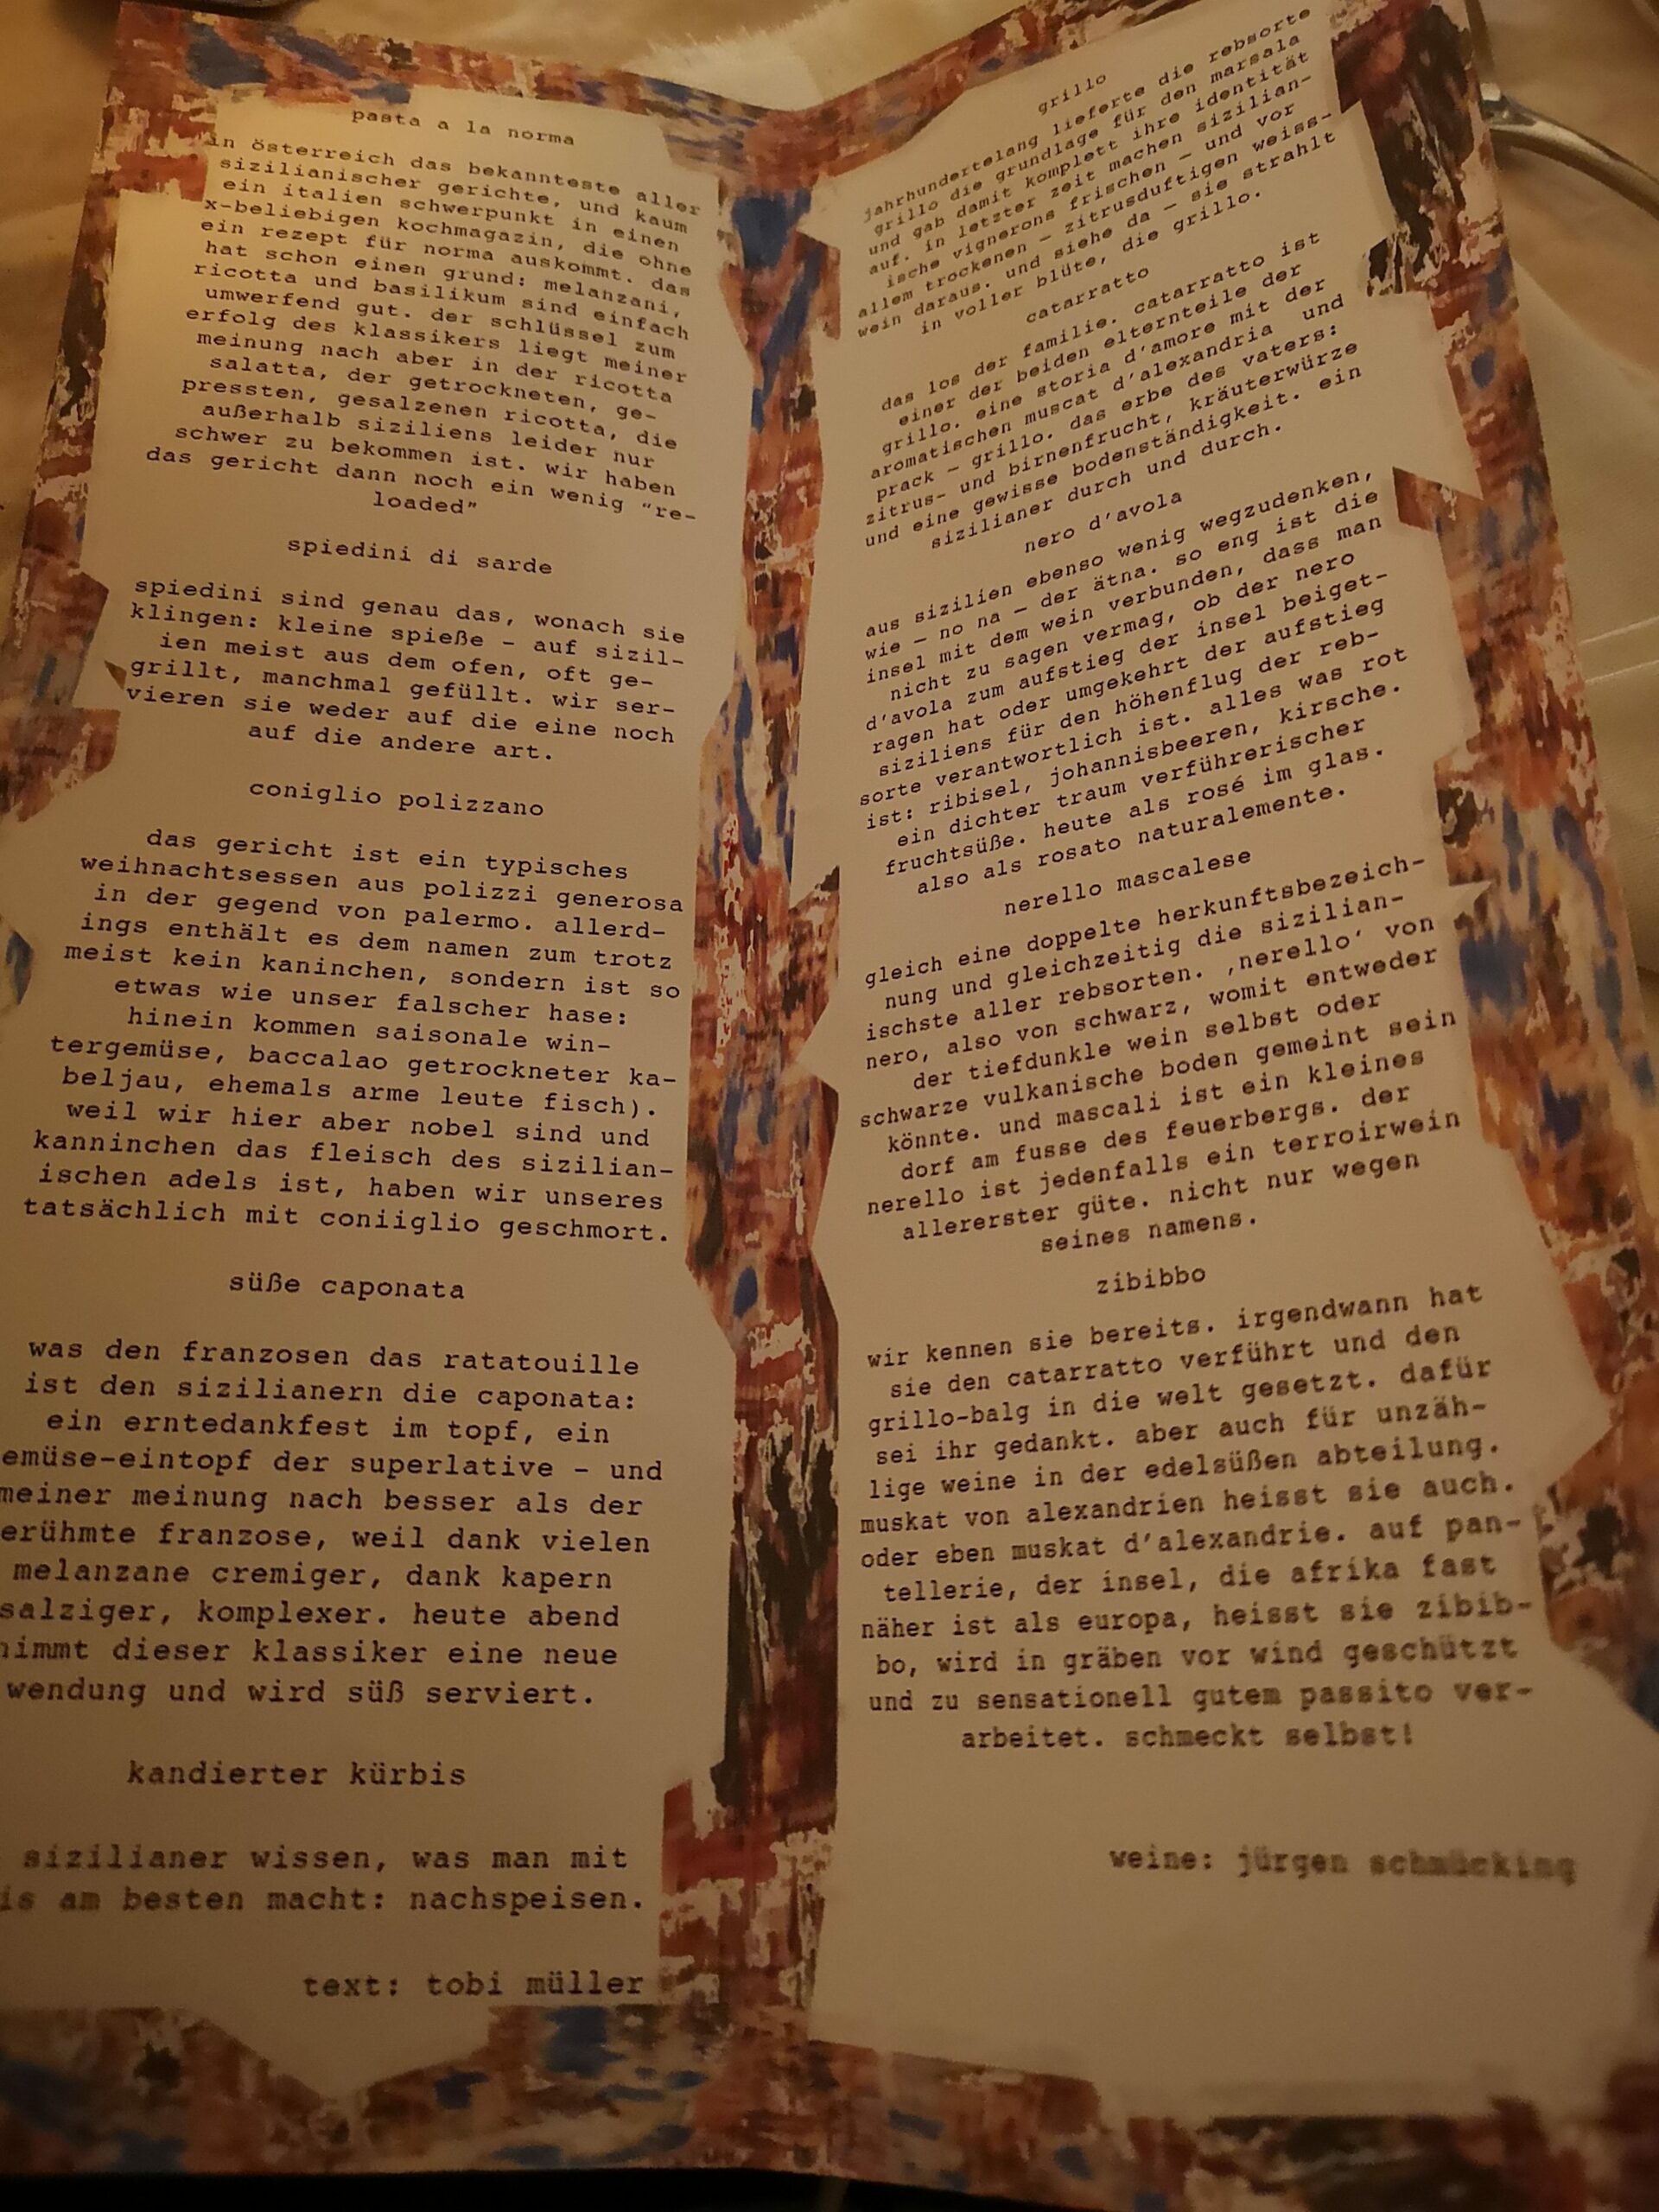 pasta a la norma
in österreich das bekannteste aller
sizilianischer gerichte, und kaum
ein italien schwerpunkt in einen
x-beliebigen kochmagazin, die ohne
ein rezept für norma auskommt. das
hat schon einen grund: melanzani,
ricotta und basilikum sind einfach
umwerfend gut. der schlüssel zum
erfolg des klassikers liegt meiner
meinung nach aber in der ricotta
salatta, der getrockneten, ge-
pressten, gesalzenen ricotta, die
außerhalb siziliens leider nur
schwer zu bekommen ist. wir haben
das gericht dann noch ein wenig "re-
loaded"
spiedini di sarde
spiedini sind genau das, wonach sie
klingen: kleine spieße - auf sizil-
ien meist aus dem ofen, oft ge-
grillt, manchmal gefüllt. wir ser-
vieren sie weder auf die eine noch
auf die andere art.
coniglio polizzano
das gericht ist ein typisches
weihnachtsessen aus polizzi generosa
in der gegend von palermo. allerd-
ings enthält es dem namen zum trotz
meist kein kaninchen, sondern ist so
etwas wie unser falscher hase:
hinein kommen saisonale win-
tergemüse, baccalao getrockneter ka-
beljau, ehemals arme leute fisch).
weil wir hier aber nobel sind und
kanninchen das fleisch des sizilian-
ischen adels ist, haben wir unseres
tatsächlich mit coniiglio geschmort.
süße caponata
was den franzosen das ratatouille
ist den sizilianern die caponata:
ein erntedankfest im topf, ein
emüse-eintopf der superlative - und
meiner meinung nach besser als der
erühmte franzose, weil dank vielen
melanzane cremiger, dank kapern
salziger, komplexer. heute abend
nimmt dieser klassiker eine neue
wendung und wird süß serviert.
kandierter kürbis
sizilianer wissen, was man mit
is am besten macht: nachspeisen.
text: tobi müller
grillo
jahrhundertelang lieferte die rebsorte
grillo die grundlage für den marsala
und gab damit komplett ihre identität
auf. in letzter zeit machen sizilian-
ische vignerons frischen – und vor
allem trockenen – zitrusduftigen weiss-
wein daraus. und siehe da – sie strahlt
in voller blüte, die grillo.
catarratto
das los der familie. catarratto ist
einer der beiden elternteile der
grillo. eine storia d'amore mit der
aromatischen muscat d'alexandria und
prack – grillo. das erbe des vaters:
zitrus- und birnenfrucht, kräuterwürze
und eine gewisse bodenständigkeit. ein
sizilianer durch und durch.
nero d'avola
aus sizilien ebenso wenig wegzudenken,
wie – no na – der ätna. so eng ist die
insel mit dem wein verbunden, dass man
nicht zu sagen vermag, ob der nero
d'avola zum aufstieg der insel beiget-
ragen hat oder umgekehrt der aufstieg
siziliens für den höhenflug der reb-
sorte verantwortlich ist. alles was rot
ist: ribisel, johannisbeeren, kirsche.
ein dichter traum verführerischer
fruchtsüße. heute als rosé im glas.
also als rosato naturalemente.
nerello mascalese
gleich eine doppelte herkunftsbezeich-
nung und gleichzeitig die sizilian-
ischste aller rebsorten. ‚nerello' von
nero, also von schwarz, womit entweder
der tiefdunkle wein selbst oder
schwarze vulkanische boden gemeint sein
könnte. und mascali ist ein kleines
dorf am fusse des feuerbergs. der
nerello ist jedenfalls ein terroirwein
allererster güte. nicht nur wegen
seines namens.
zibibbo
wir kennen sie bereits. irgendwann hat
sie den catarratto verführt und den
grillo-balg in die welt gesetzt. dafür
sei ihr gedankt. aber auch für unzäh-
lige weine in der edelsüßen abteilung.
muskat von alexandrien heisst sie auch.
oder eben muskat d'alexandrie. auf pan-
tellerie, der insel, die afrika fast
näher ist als europa, heisst sie zibib-
bo, wird in gräben vor wind geschützt
und zu sensationell gutem passito ver-
arbeitet. schmeckt selbst!
weine: jürgen schmücking